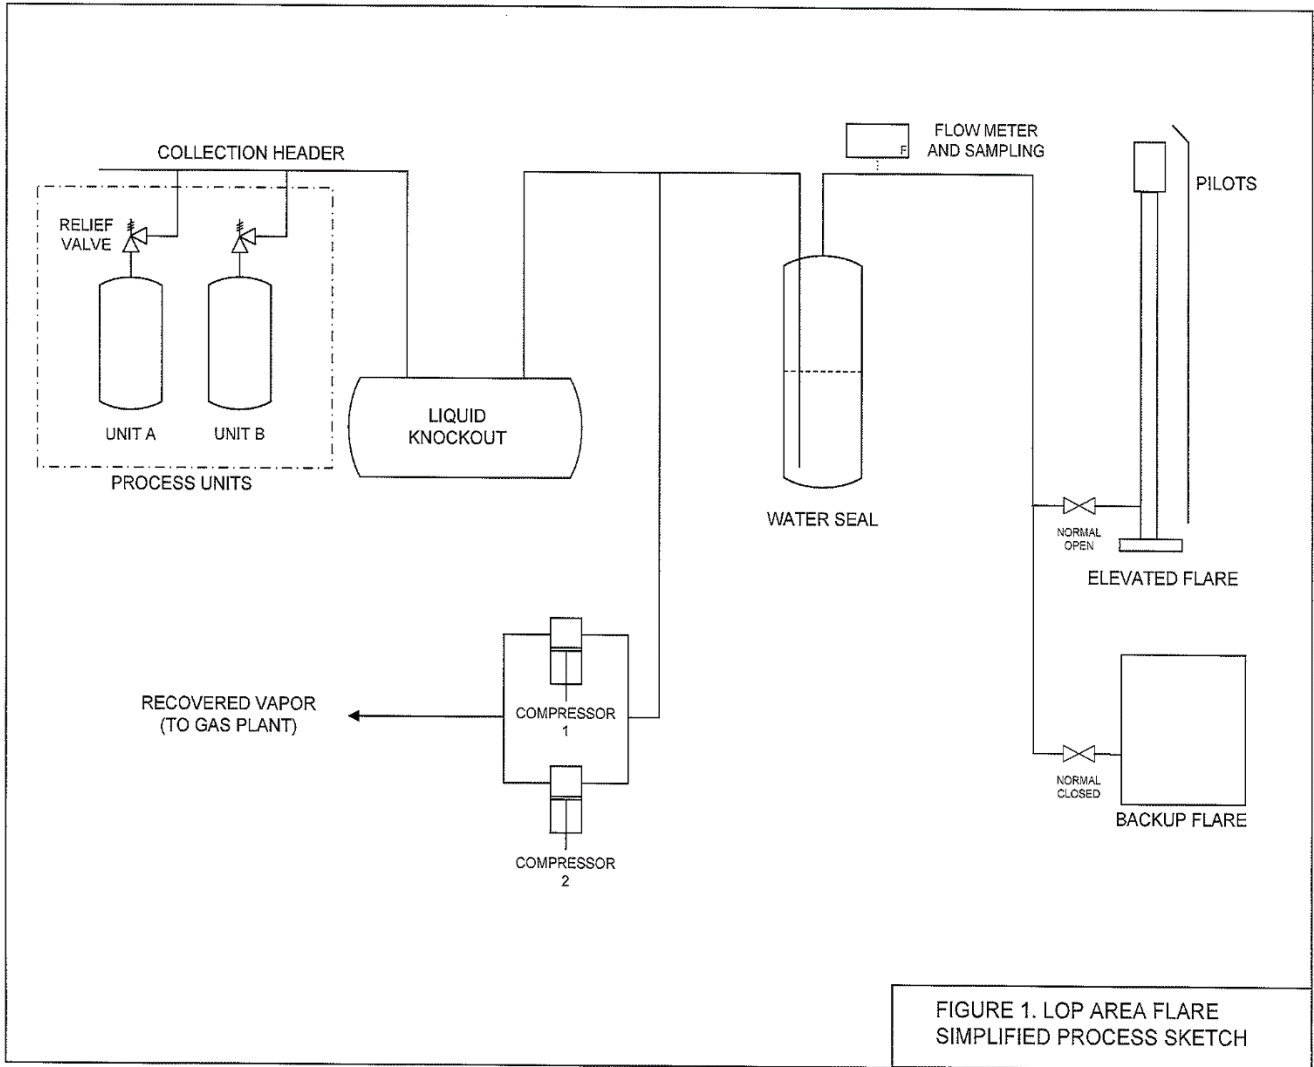 COLLECTION HEADER
RELIEF
VALVE
UNIT A
UNIT B
PROCESS UNITS
LIQUID
KNOCKOUT
F
FLOW METER
AND SAMPLING
PILOTS
WATER SEAL
NORMAL
OPEN
ELEVATED FLARE
RECOVERED VAPOR
(TO GAS PLANT)
COMPRESSOR
1
COMPRESSOR
2
NORMAL
CLOSED
BACKUP FLARE
FIGURE 1. LOP AREA FLARE
SIMPLIFIED PROCESS SKETCH